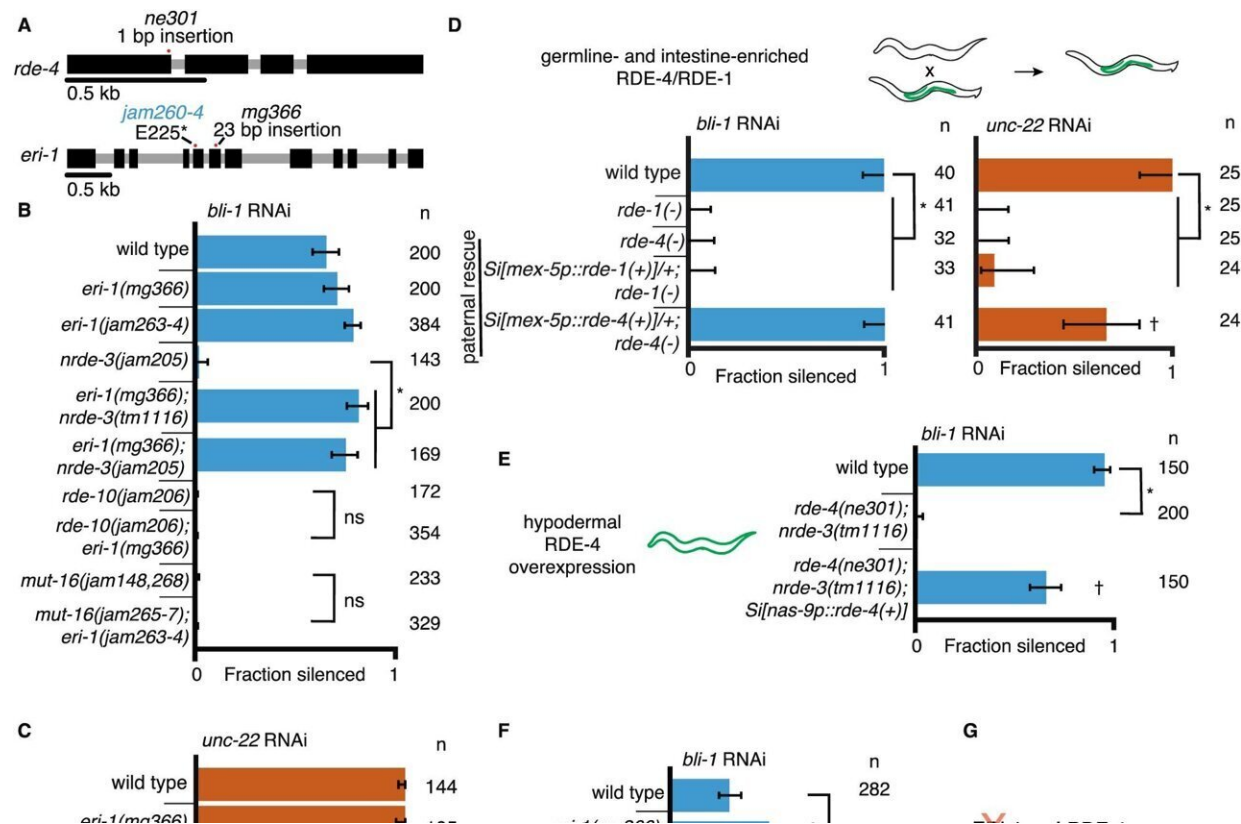 A
ne301
1 bp insertion
rde-4
0.5 kb
jam260-4
mg366
E225*
23 bp insertion
eri-1
0.5 kb
B
bli-1 RNAi
n
wild type
200
eri-1(mg366)
200
eri-1(jam263-4)
384
nrde-3(jam205)
143
*
eri-1(mg366);
nrde-3(tm1116)
200
eri-1(mg366);
nrde-3(jam205)
169
rde-10(jam206)
172
ns
rde-10(jam206);
eri-1(mg366)
354
mut-16(jam148,268)
233
ns
mut-16(jam265-7);
eri-1(jam263-4)
329
0
Fraction silenced
1
C
unc-22 RNAi
n
wild type
144
eri-1(mg366)
D
germline- and intestine-enriched
RDE-4/RDE-1
x
bli-1 RNAi
n
unc-22 RNAi
n
wild type
40
25
rde-1(-)
*
41
*
25
rde-4(-)
32
25
paternal rescue
Si[mex-5p::rde-1(+)]/+;
rde-1(-)
33
24
Si[mex-5p::rde-4(+)]/+;
rde-4(-)
41
†
24
0
Fraction silenced
1
0
Fraction silenced
1
E
bli-1 RNAi
n
hypodermal
RDE-4
overexpression
wild type
150
*
rde-4(ne301);
nrde-3(tm1116)
200
rde-4(ne301);
nrde-3(tm1116);
Si[nas-9p::rde-4(+)]
†
150
0
Fraction silenced
1
F
bli-1 RNAi
n
wild type
282
G